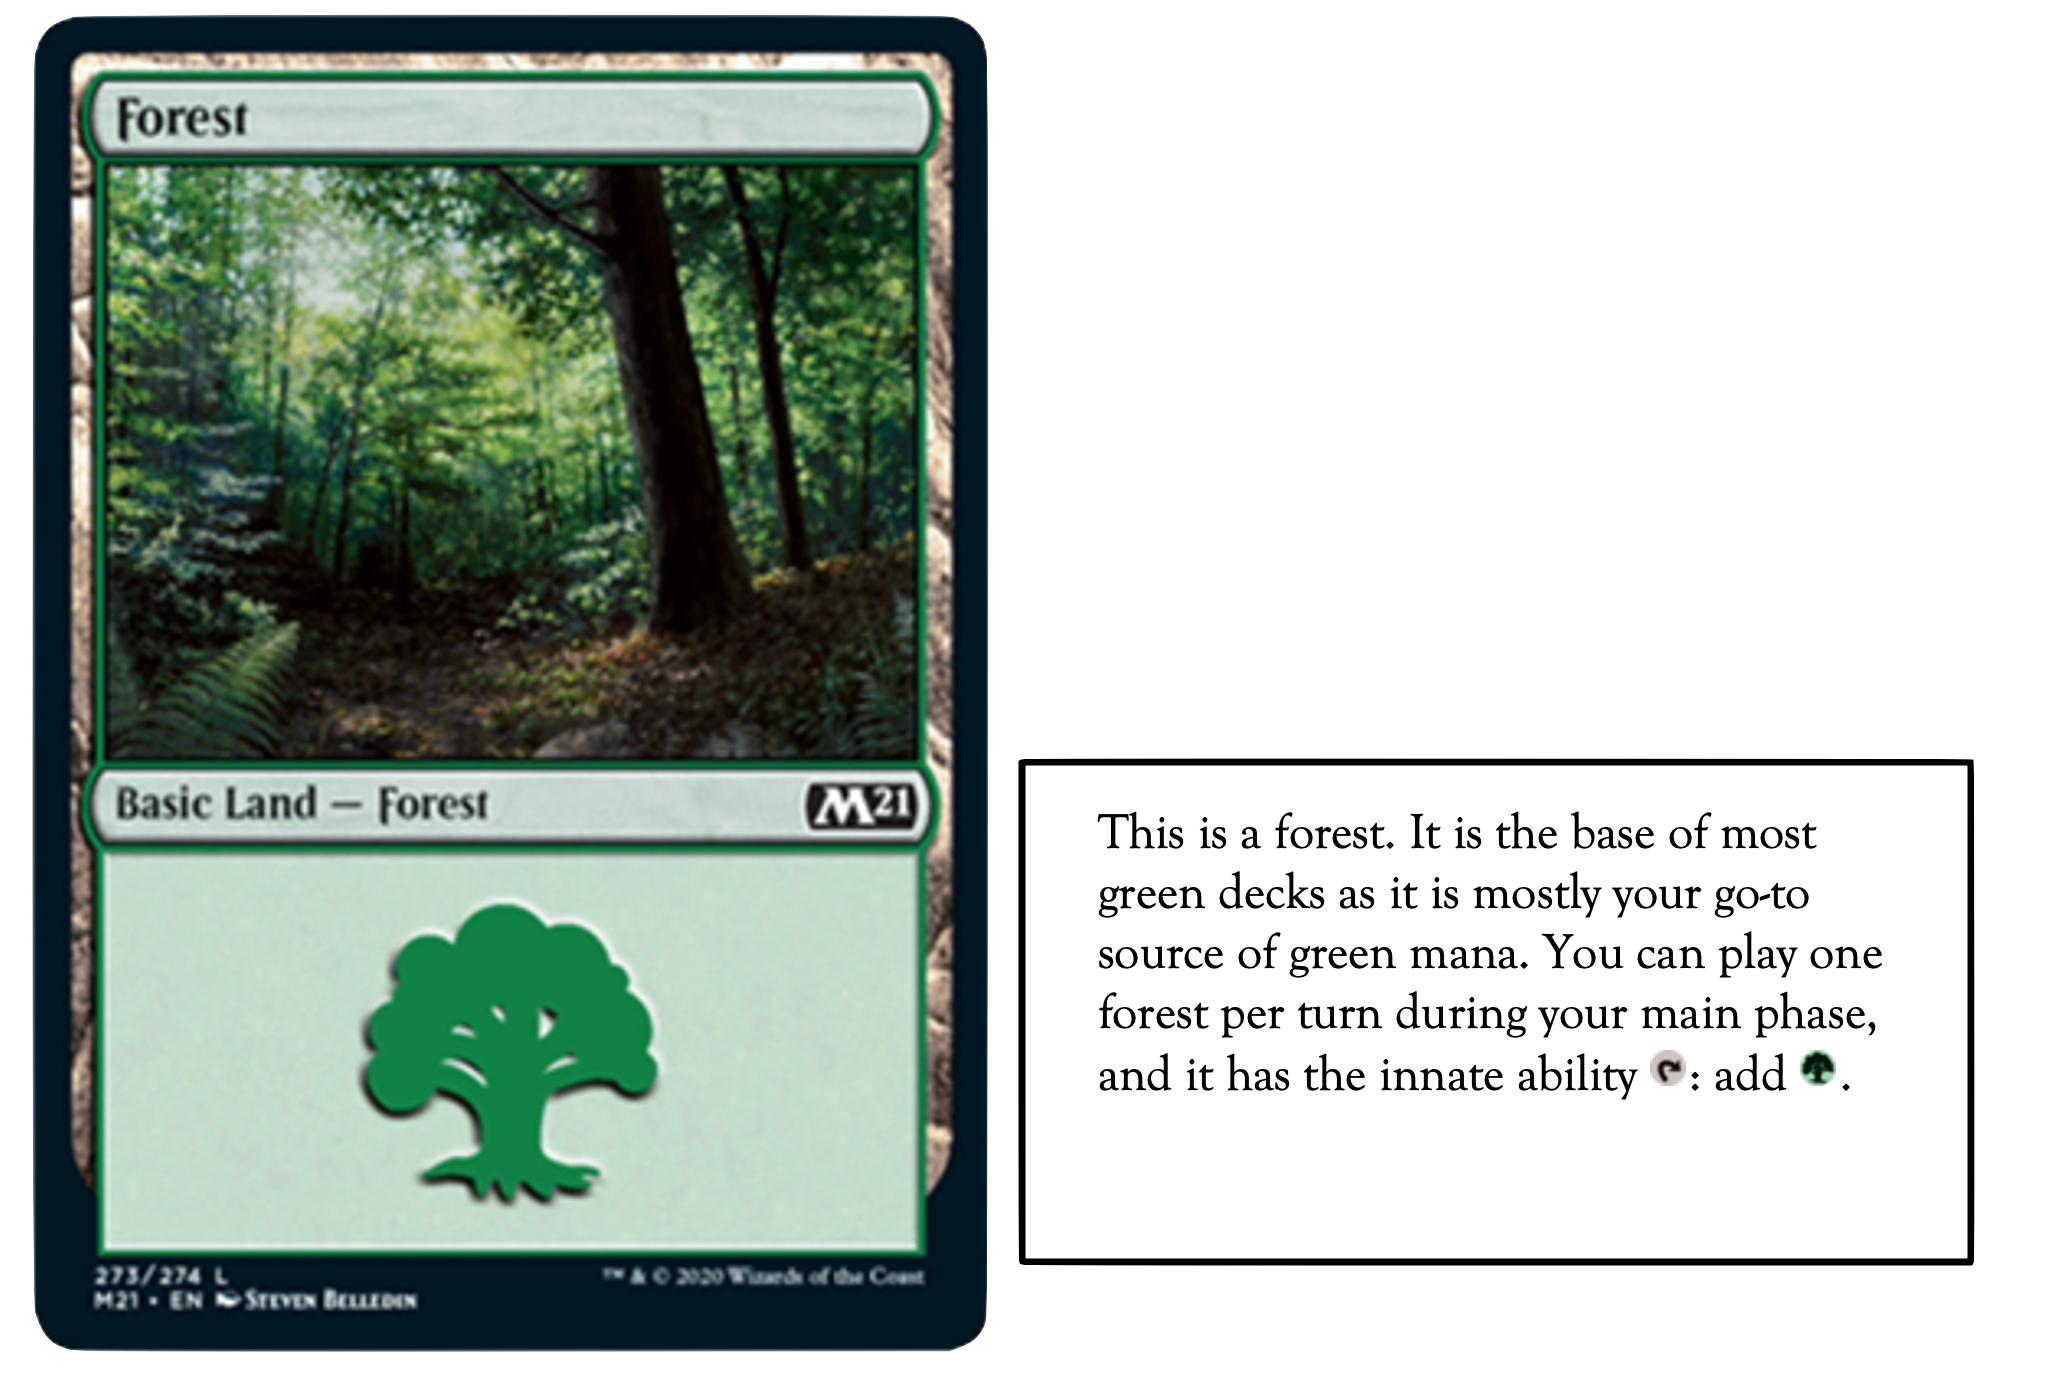 Forest
Basic Land — Forest
M21
273/274 L
M21 • EN Steven Belledin
™ & © 2020 Wizards of the Coast
This is a forest. It is the base of most
green decks as it is mostly your go-to
source of green mana. You can play one
forest per turn during your main phase,
and it has the innate ability : add .